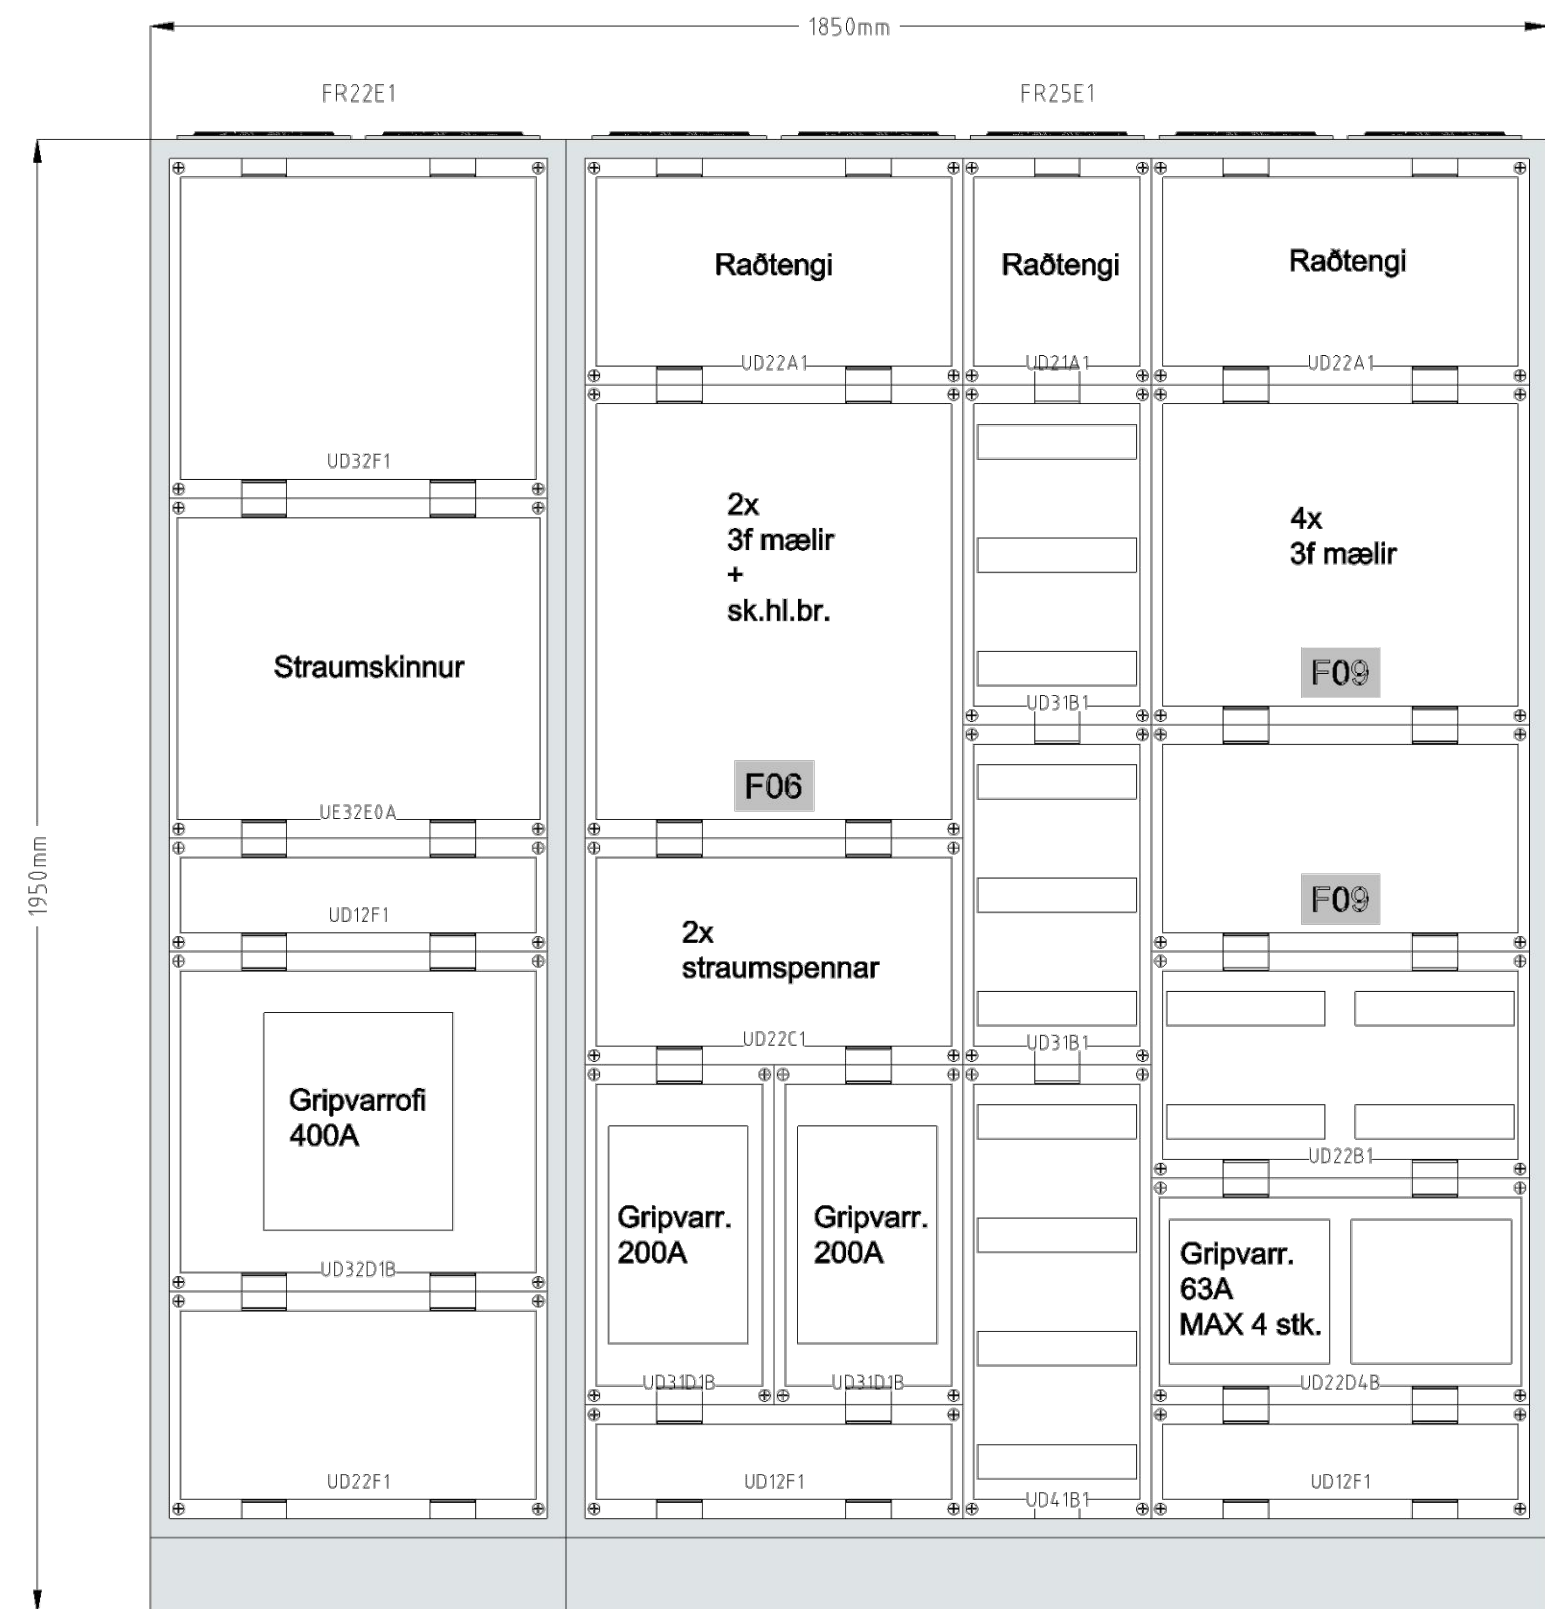 1850mm
FR22E1
FR25E1
1950mm
UD32F1
Straumskinnur
UE32E0A
UD12F1
Gripvarrofi
400A
UD32D1B
UD22F1
Raðtengi
UD22A1
2x
3f mælir
+
sk.hl.br.
F06
2x
straumspennar
UD22C1
Gripvarr.
200A
UD31D1B
Gripvarr.
200A
UD31D1B
UD12F1
Raðtengi
UD21A1
UD31B1
UD31B1
UD41B1
Raðtengi
UD22A1
4x
3f mælir
F09
F09
UD22B1
Gripvarr.
63A
MAX 4 stk.
UD22D4B
UD12F1